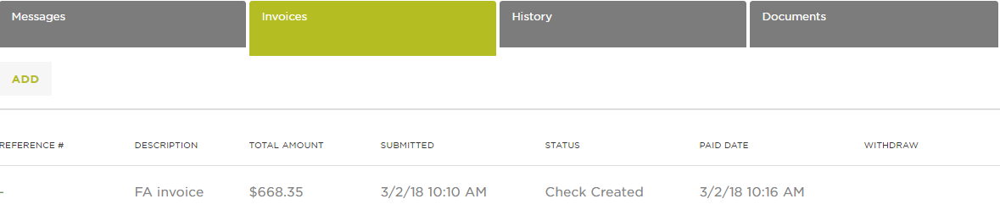 Messages Invoices History Documents
ADD
REFERENCE # DESCRIPTION TOTAL AMOUNT SUBMITTED STATUS PAID DATE WITHDRAW
- FA invoice $668.35 3/2/18 10:10 AM Check Created 3/2/18 10:16 AM